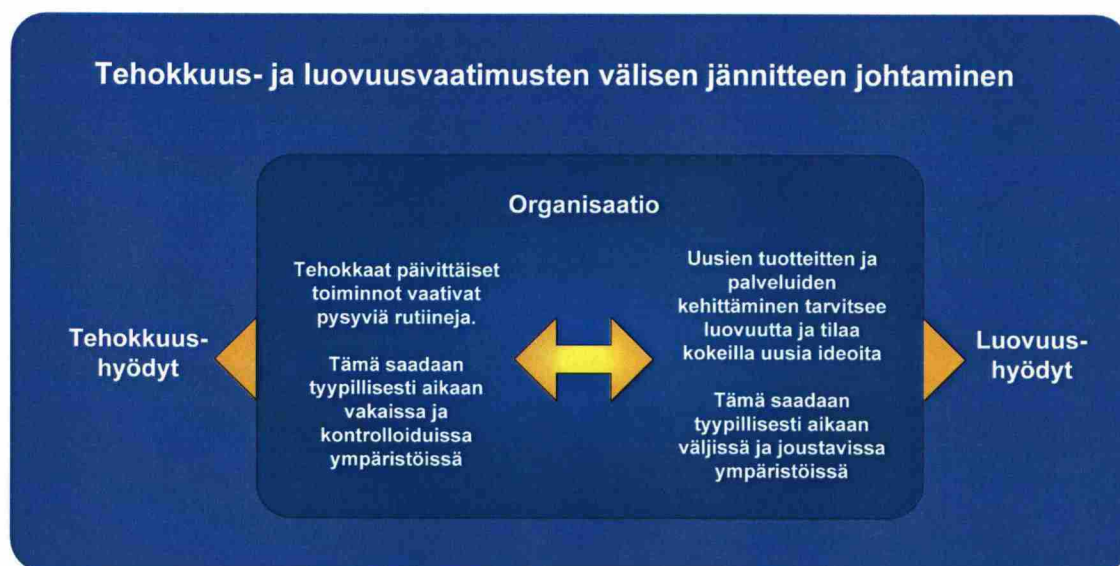 Tehokkuus- ja luovuusvaatimusten välisen jännitteen johtaminen
Organisaatio
Tehokkuus-
hyödyt
Tehokkaat päivittäiset
toiminnot vaativat
pysyviä rutiineja.
Tämä saadaan
tyypillisesti aikaan
vakaissa ja
kontrolloiduissa
ympäristöissä
Uusien tuotteitten ja
palveluiden
kehittäminen tarvitsee
luovuutta ja tilaa
kokeilla uusia ideoita
Tämä saadaan
tyypillisesti aikaan
väljissä ja joustavissa
ympäristöissä
Luovuus-
hyödyt